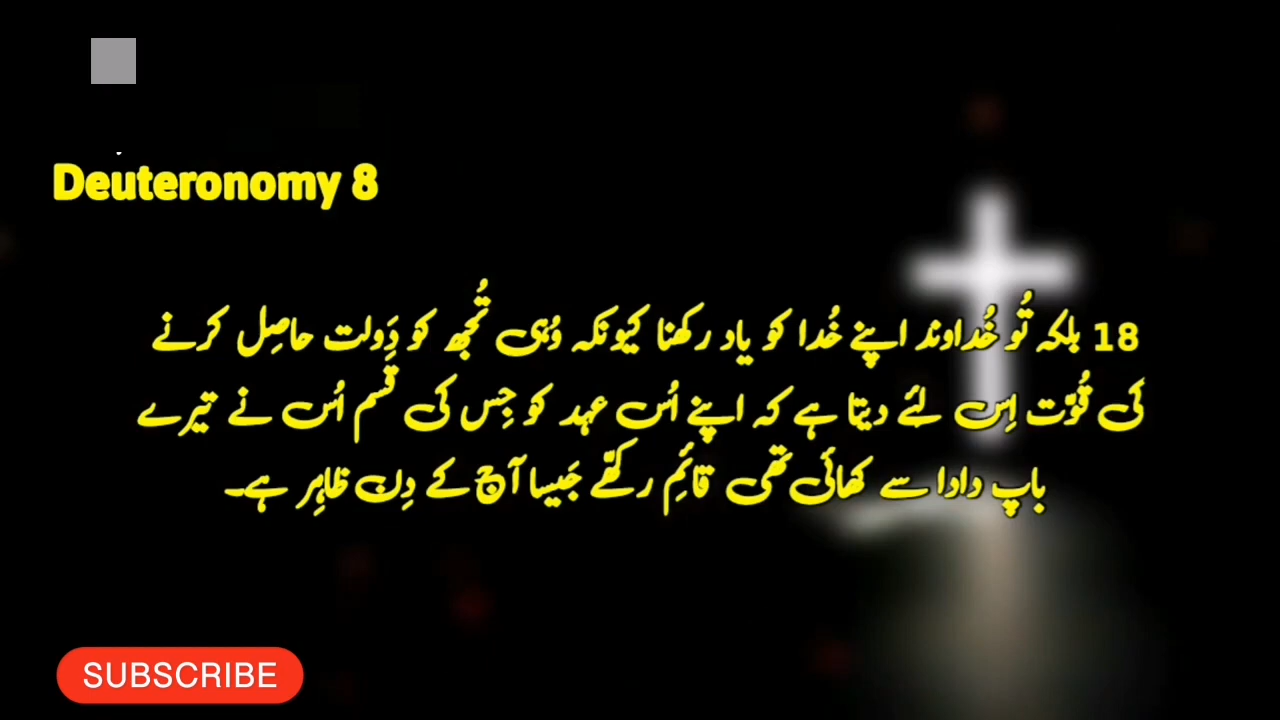 Deuteronomy 8
18 بلکہ تُو خُداوند اپنے خُدا کو یاد رکھنا کیونکہ وُہی تُجھ کو دَولت حاصِل کرنے
کی قُوّت اِس لئے دیتا ہے کہ اپنے اُس عہد کو جِس کی قَسم اُس نے تیرے
باپ دادا سے کھائی تھی قائِم رکھّے جَیسا آج کے دِن ظاہِر ہے۔
SUBSCRIBE